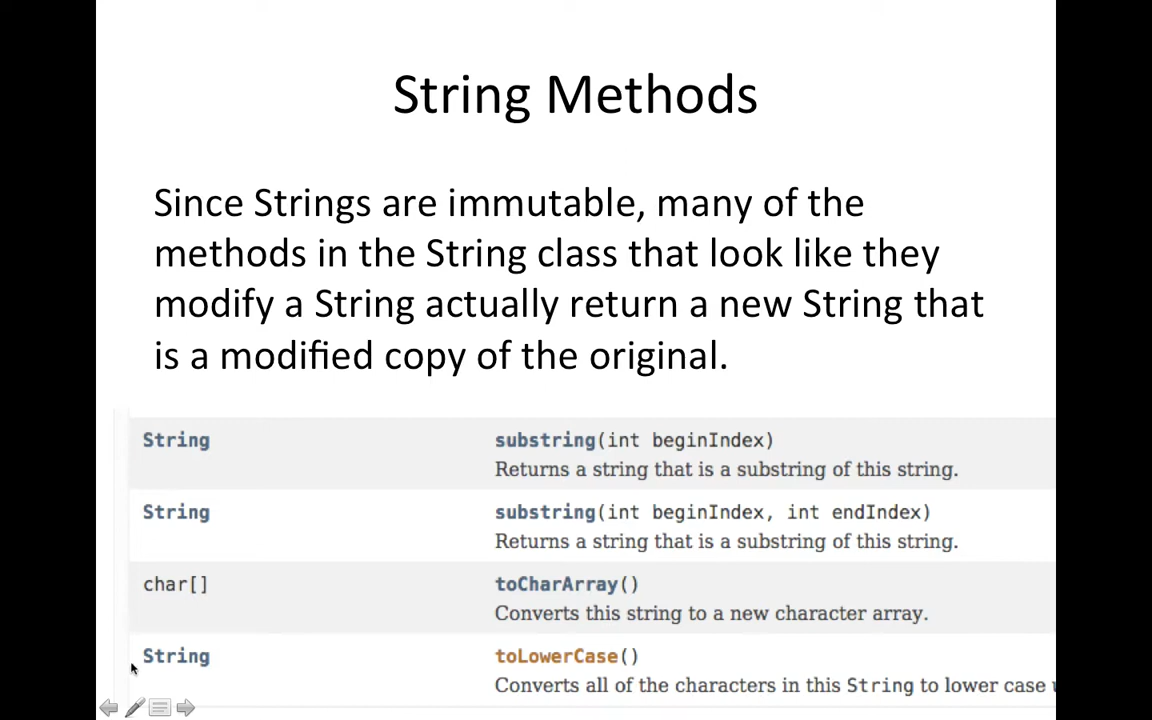 String Methods
Since Strings are immutable, many of the
methods in the String class that look like they
modify a String actually return a new String that
is a modified copy of the original.
String substring(int beginIndex)
Returns a string that is a substring of this string.
String substring(int beginIndex, int endIndex)
Returns a string that is a substring of this string.
char[] toCharArray()
Converts this string to a new character array.
String toLowerCase()
Converts all of the characters in this String to lower case